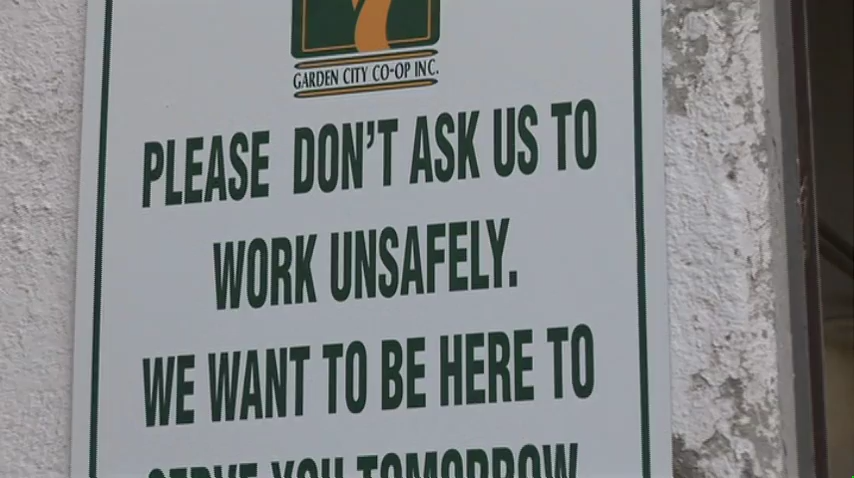 GARDEN CITY CO-OP INC.
PLEASE DON'T ASK US TO
WORK UNSAFELY.
WE WANT TO BE HERE TO
SERVE YOU TOMORROW